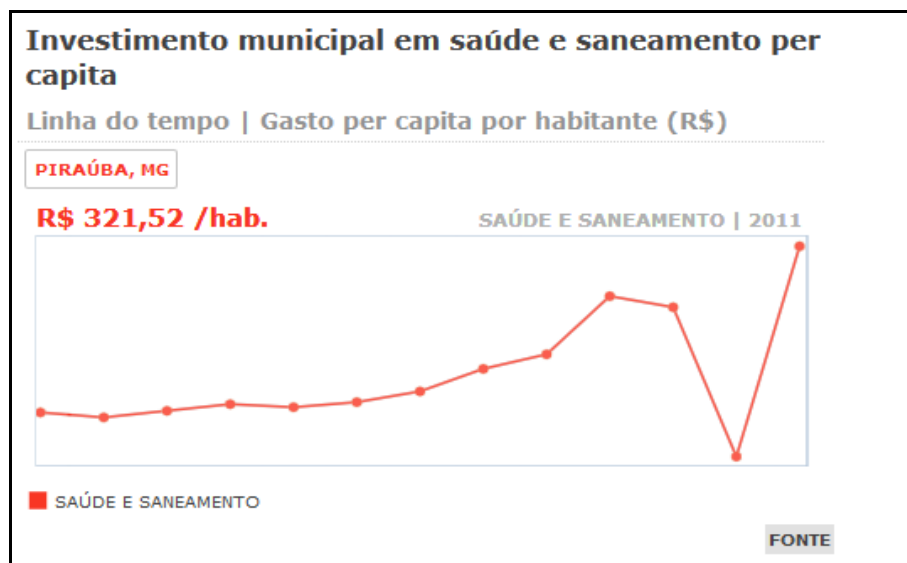 Investimento municipal em saúde e saneamento per
capita
Linha do tempo | Gasto per capita por habitante (R$)
PIRAÚBA, MG
R$ 321,52 /hab.
SAÚDE E SANEAMENTO | 2011
SAÚDE E SANEAMENTO
FONTE